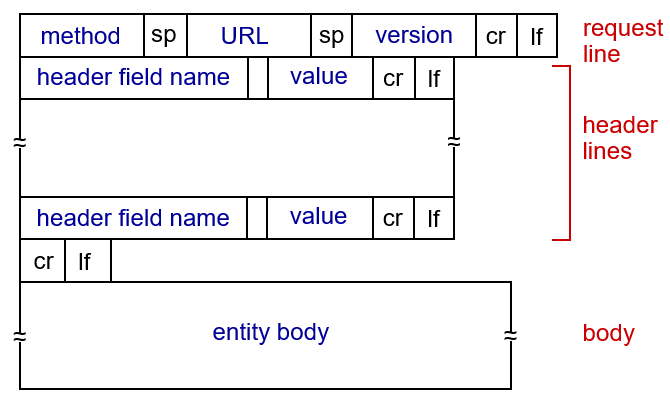 method sp URL sp version cr lf request
line
header field name value cr lf
header
lines
header field name value cr lf
cr lf
entity body body